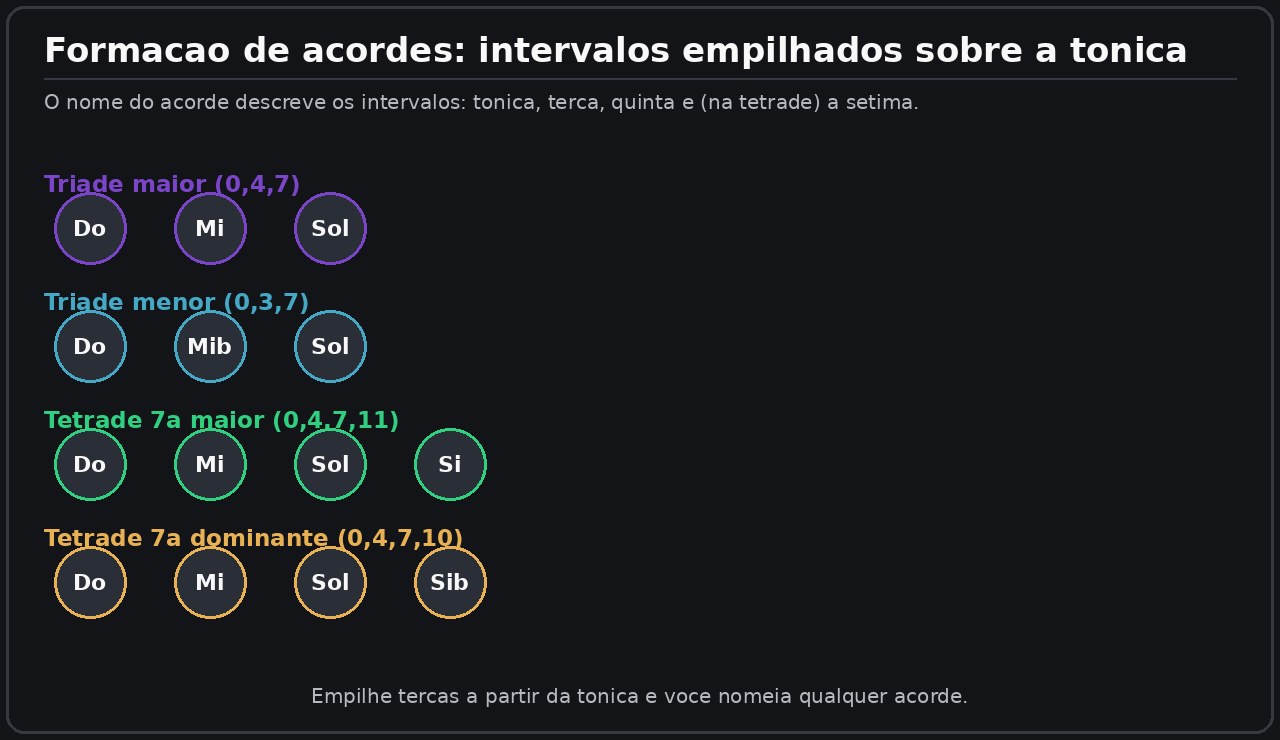 Formacao de acordes: intervalos empilhados sobre a tonica
O nome do acorde descreve os intervalos: tonica, terca, quinta e (na tetrade) a setima.
Triade maior (0,4,7)
Do Mi Sol
Triade menor (0,3,7)
Do Mib Sol
Tetrade 7a maior (0,4,7,11)
Do Mi Sol Si
Tetrade 7a dominante (0,4,7,10)
Do Mi Sol Sib
Empilhe tercas a partir da tonica e voce nomeia qualquer acorde.